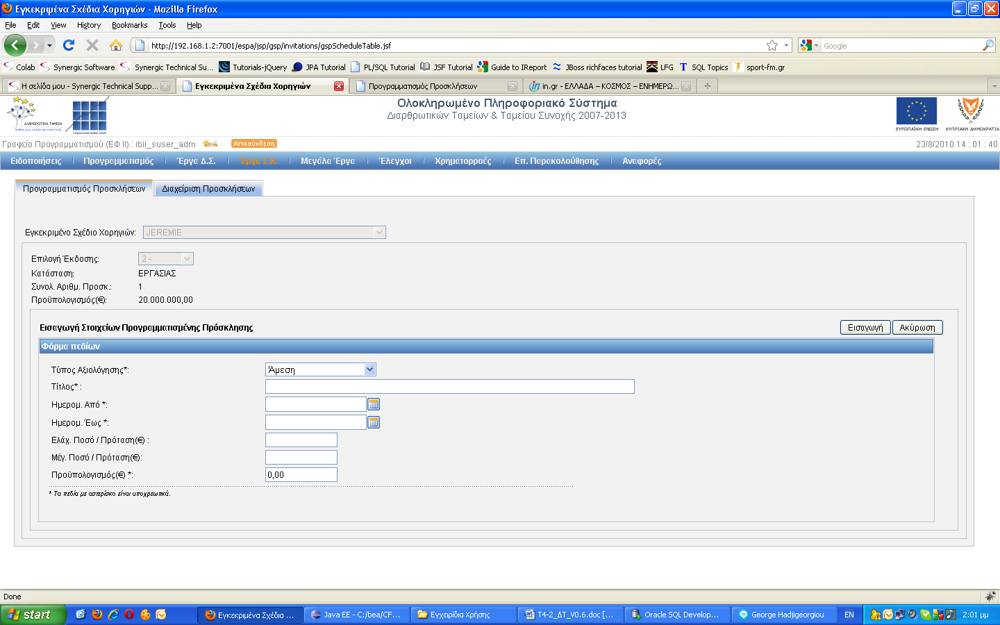 Εγκεκριμένα Σχέδια Χορηγιών - Mozilla Firefox
File Edit View History Bookmarks Tools Help
http://192.168.1.2:7001/espa/jsp/gsp/invitations/gspScheduleTable.jsf Google
Colab Synergic Software Synergic Technical Su... Tutorials-jQuery JPA Tutorial PL/SQL Tutorial JSF Tutorial Guide to IReport JBoss richfaces tutorial LFG SQL Topics sport-fm.gr
Η σελίδα μου - Synergic Technical Supp... Εγκεκριμένα Σχέδια Χορηγιών Προγραμματισμός Προσκλήσεων in.gr - ΕΛΛΑΔΑ – ΚΟΣΜΟΣ – ΕΝΗΜΕΡΩ...
Ολοκληρωμένο Πληροφοριακό Σύστημα
Διαρθρωτικών Ταμείων & Ταμείου Συνοχής 2007-2013
ΔΙΑΡΘΡΩΤΙΚΑ ΤΑΜΕΙΑ
ΕΥΡΩΠΑΪΚΗ ΕΝΩΣΗ ΚΥΠΡΙΑΚΗ ΔΗΜΟΚΡΑΤΙΑ
Γραφείο Προγραμματισμού (ΕΦ ΙΙ) : ibii_suser_adm Αποσύνδεση 23/8/2010 14 : 01 : 40
Ειδοποιήσεις Προγραμματισμός Έργα Δ.Σ. Έργα Σ.Χ. Μεγάλα Έργα Έλεγχοι Χρηματορροές Επ. Παρακολούθησης Αναφορές
Προγραμματισμός Προσκλήσεων Διαχείριση Προσκλήσεων
Εγκεκριμένο Σχέδιο Χορηγιών: JEREMIE
Επιλογή Έκδοσης: 2 -
Κατάσταση: ΕΡΓΑΣΙΑΣ
Συνολ. Αριθμ. Προσκ.: 1
Προϋπολογισμός(€): 20.000.000,00
Εισαγωγή Στοιχείων Προγραμματισμένης Πρόσκλησης Εισαγωγή Ακύρωση
Φόρμα πεδίων
Τύπος Αξιολόγησης*: Άμεση
Τίτλος* :
Ημερομ. Από *:
Ημερομ. Έως *:
Ελάχ. Ποσό / Πρόταση(€) :
Μέγ. Ποσό / Πρόταση(€):
Προϋπολογισμός(€) *: 0,00
* Τα πεδία με αστερίσκο είναι υποχρεωτικά.
Done
start Εγκεκριμένα Σχέδια ... Java EE - C:/bea/CF... Εγχειρίδια Χρήσης T4-2_ΔΤ_V0.6.doc [... Oracle SQL Develop... George Hadjigeorgiou EN 2:01 μμ